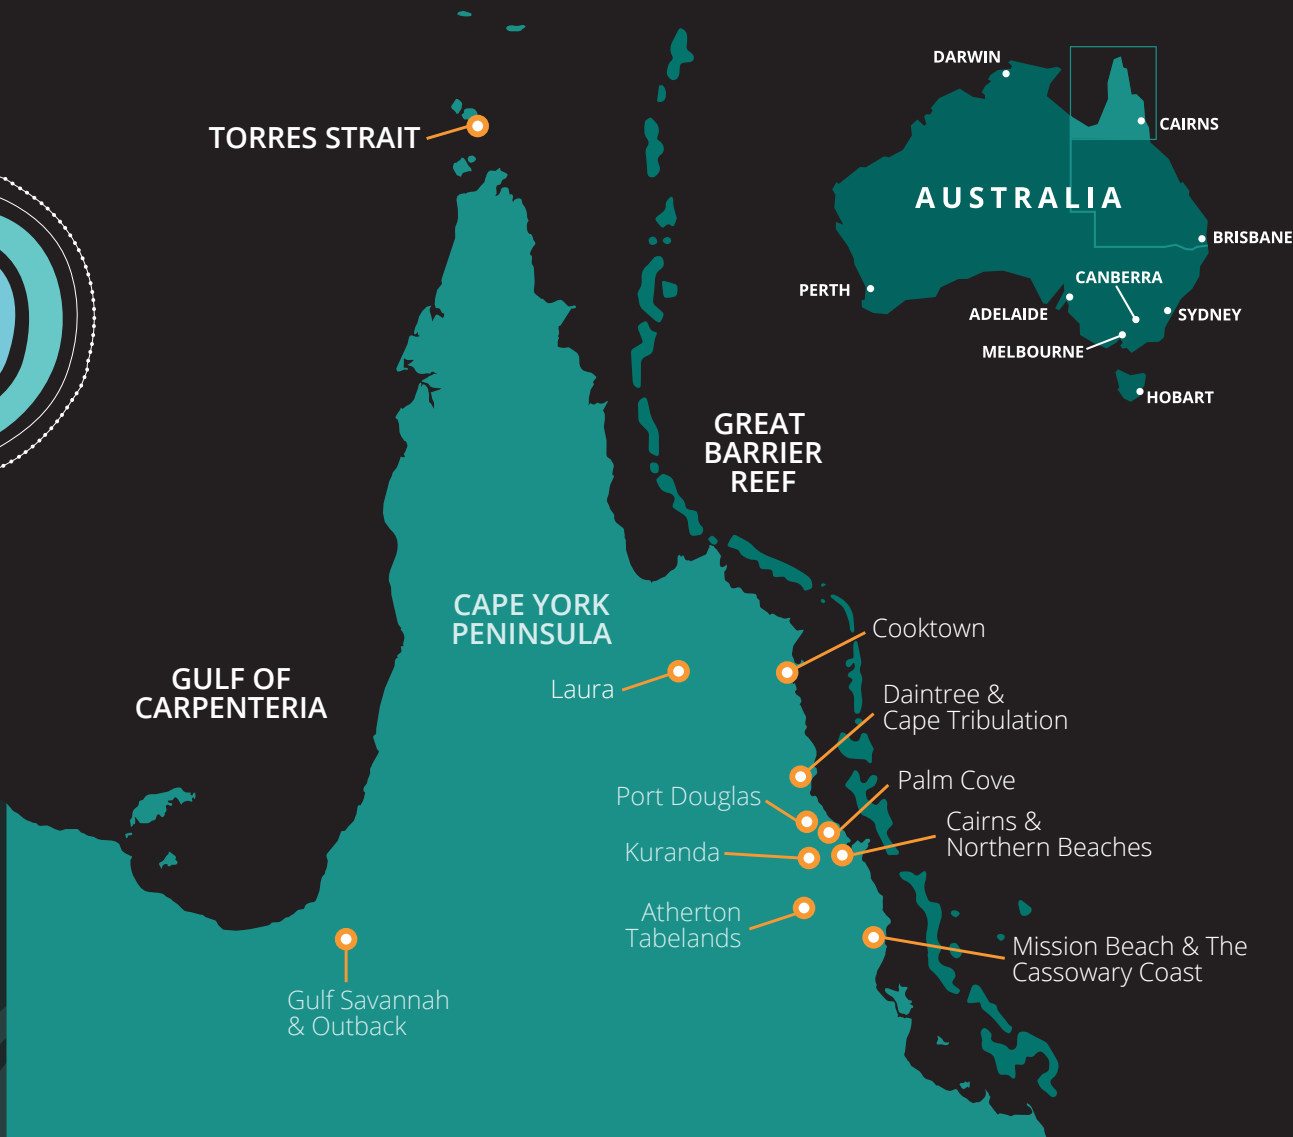 DARWIN
CAIRNS
AUSTRALIA
BRISBANE
PERTH
CANBERRA
ADELAIDE
SYDNEY
MELBOURNE
HOBART
TORRES STRAIT
GREAT
BARRIER
REEF
CAPE YORK
PENINSULA
GULF OF
CARPENTERIA
Laura
Cooktown
Daintree &
Cape Tribulation
Port Douglas
Palm Cove
Cairns &
Northern Beaches
Kuranda
Atherton
Tabelands
Mission Beach & The
Cassowary Coast
Gulf Savannah
& Outback